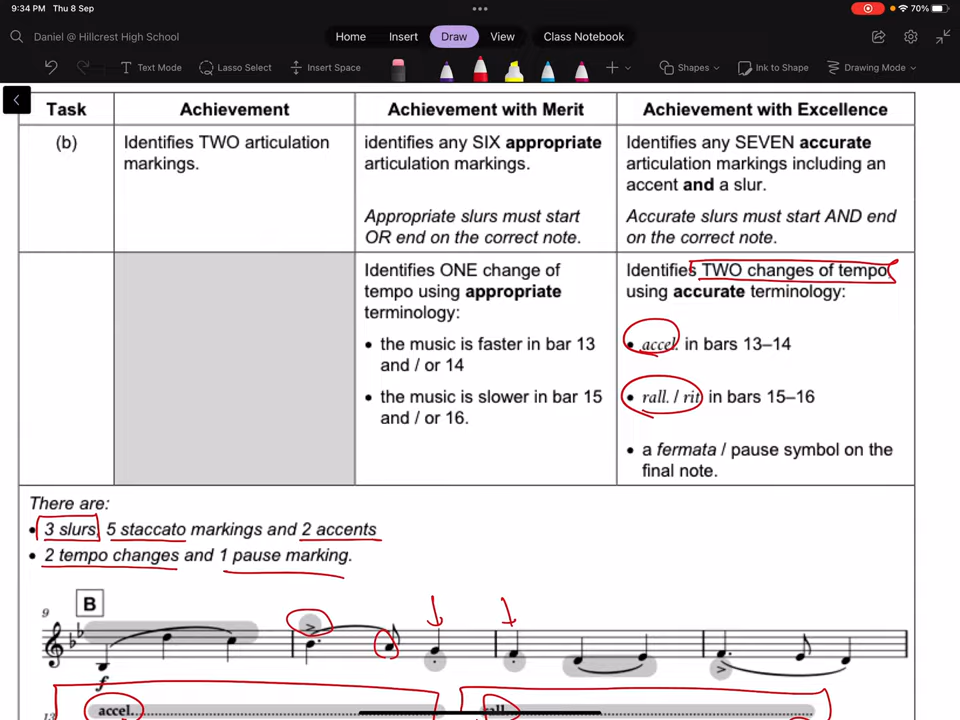 9:34 PM Thu 8 Sep
70%
Daniel @ Hillcrest High School
Home Insert Draw View Class Notebook
Text Mode Lasso Select Insert Space Shapes Ink to Shape Drawing Mode
Task Achievement Achievement with Merit Achievement with Excellence
(b)
Identifies TWO articulation
markings.
identifies any SIX appropriate
articulation markings.
Appropriate slurs must start
OR end on the correct note.
Identifies any SEVEN accurate
articulation markings including an
accent and a slur.
Accurate slurs must start AND end
on the correct note.
Identifies ONE change of
tempo using appropriate
terminology:
• the music is faster in bar 13
and / or 14
• the music is slower in bar 15
and / or 16.
Identifies TWO changes of tempo
using accurate terminology:
• accel. in bars 13–14
• rall. / rit in bars 15–16
• a fermata / pause symbol on the
final note.
There are:
• 3 slurs, 5 staccato markings and 2 accents
• 2 tempo changes and 1 pause marking.
9
B
f
13
accel.
rall.